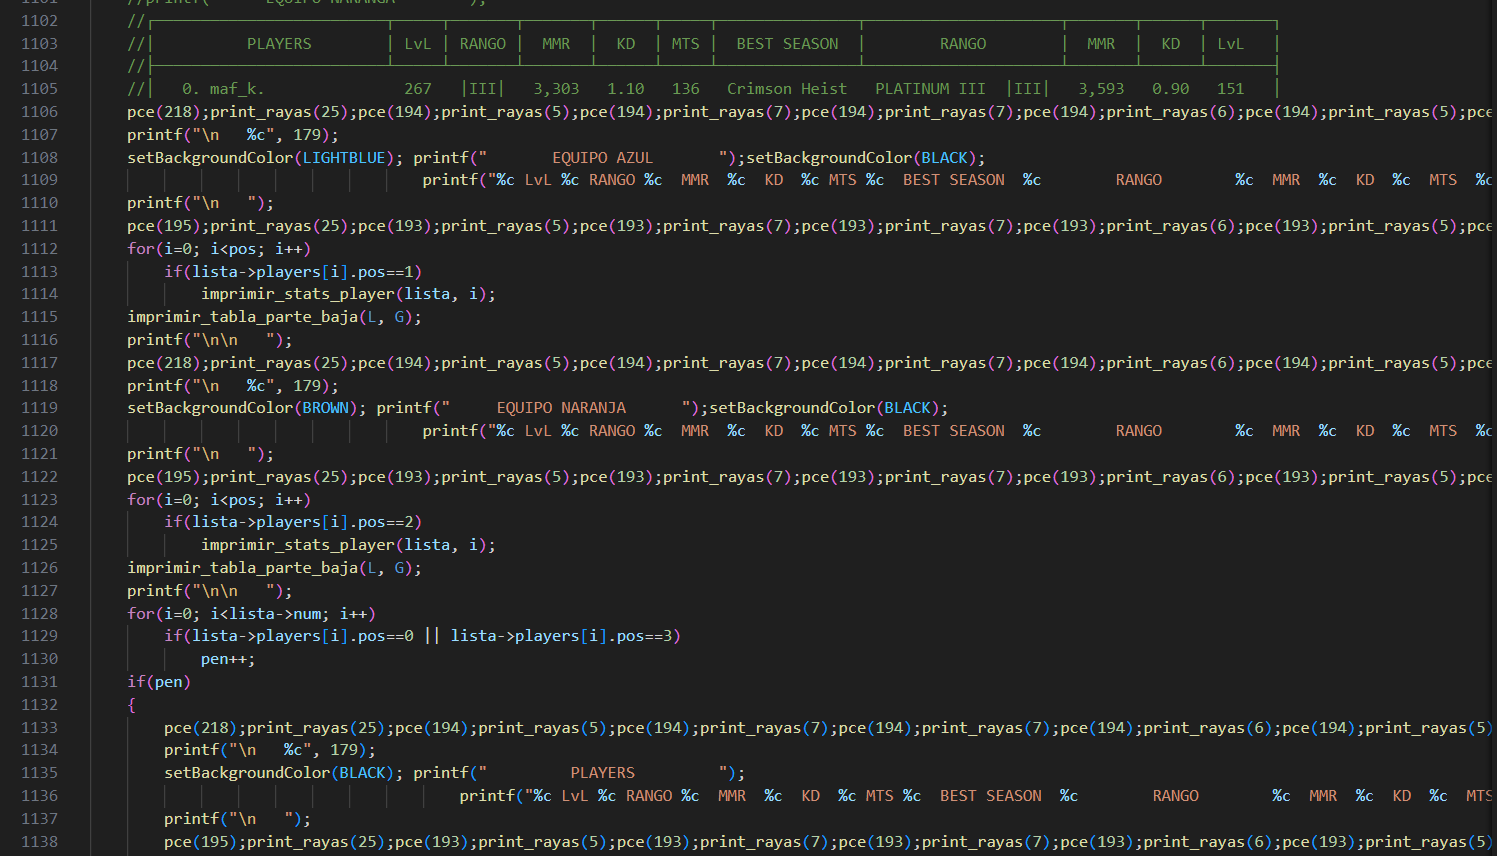 1101 //printf("      EQUIPO NARANGA        ");
1102 //┌─────────────────────────┬─────┬───────┬───────┬──────┬─────┬───────────────┬─────────────────────┬───────┬──────┬───────┐
1103 //│          PLAYERS        │ LvL │ RANGO │  MMR  │  KD  │ MTS │  BEST SEASON  │        RANGO        │  MMR  │  KD  │ LvL   │
1104 //├─────────────────────────┴─────┴───────┴───────┴──────┴─────┴───────────────┴─────────────────────┴───────┴──────┴───────┤
1105 //│   0. maf_k.               267   |III|   3,303   1.10   136   Crimson Heist   PLATINUM III  |III|   3,593   0.90   151   │
1106 pce(218);print_rayas(25);pce(194);print_rayas(5);pce(194);print_rayas(7);pce(194);print_rayas(7);pce(194);print_rayas(6);pce(194);print_rayas(5);pce
1107 printf("\n   %c", 179);
1108 setBackgroundColor(LIGHTBLUE); printf("       EQUIPO AZUL       ");setBackgroundColor(BLACK);
1109 printf("%c LvL %c RANGO %c  MMR  %c  KD  %c MTS %c  BEST SEASON  %c        RANGO        %c  MMR  %c  KD  %c  MTS  %c
1110 printf("\n   ");
1111 pce(195);print_rayas(25);pce(193);print_rayas(5);pce(193);print_rayas(7);pce(193);print_rayas(7);pce(193);print_rayas(6);pce(193);print_rayas(5);pce
1112 for(i=0; i<pos; i++)
1113     if(lista->players[i].pos==1)
1114         imprimir_stats_player(lista, i);
1115 imprimir_tabla_parte_baja(L, G);
1116 printf("\n\n   ");
1117 pce(218);print_rayas(25);pce(194);print_rayas(5);pce(194);print_rayas(7);pce(194);print_rayas(7);pce(194);print_rayas(6);pce(194);print_rayas(5);pce
1118 printf("\n   %c", 179);
1119 setBackgroundColor(BROWN); printf("     EQUIPO NARANJA      ");setBackgroundColor(BLACK);
1120 printf("%c LvL %c RANGO %c  MMR  %c  KD  %c MTS %c  BEST SEASON  %c        RANGO        %c  MMR  %c  KD  %c  MTS  %c
1121 printf("\n   ");
1122 pce(195);print_rayas(25);pce(193);print_rayas(5);pce(193);print_rayas(7);pce(193);print_rayas(7);pce(193);print_rayas(6);pce(193);print_rayas(5);pce
1123 for(i=0; i<pos; i++)
1124     if(lista->players[i].pos==2)
1125         imprimir_stats_player(lista, i);
1126 imprimir_tabla_parte_baja(L, G);
1127 printf("\n\n   ");
1128 for(i=0; i<lista->num; i++)
1129     if(lista->players[i].pos==0 || lista->players[i].pos==3)
1130         pen++;
1131 if(pen)
1132 {
1133     pce(218);print_rayas(25);pce(194);print_rayas(5);pce(194);print_rayas(7);pce(194);print_rayas(7);pce(194);print_rayas(6);pce(194);print_rayas(5)
1134     printf("\n   %c", 179);
1135     setBackgroundColor(BLACK); printf("         PLAYERS         ");
1136     printf("%c LvL %c RANGO %c  MMR  %c  KD  %c MTS %c  BEST SEASON  %c        RANGO        %c  MMR  %c  KD  %c  MTS
1137     printf("\n   ");
1138     pce(195);print_rayas(25);pce(193);print_rayas(5);pce(193);print_rayas(7);pce(193);print_rayas(7);pce(193);print_rayas(6);pce(193);print_rayas(5)